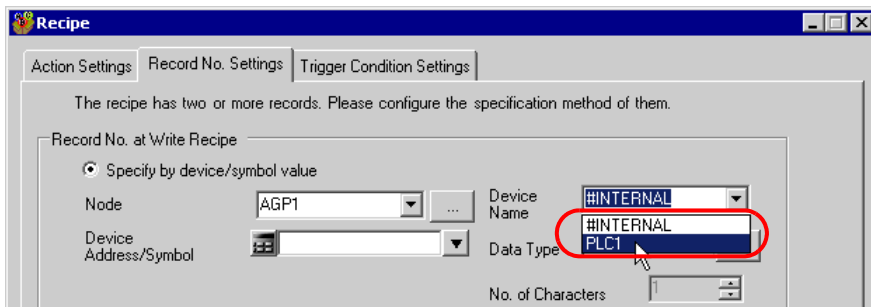 Recipe
Action Settings Record No. Settings Trigger Condition Settings
The recipe has two or more records. Please configure the specification method of them.
Record No. at Write Recipe
Specify by device/symbol value
Node AGP1 ... Device Name #INTERNAL
#INTERNAL
Device Address/Symbol Data Type PLC1
No. of Characters 1